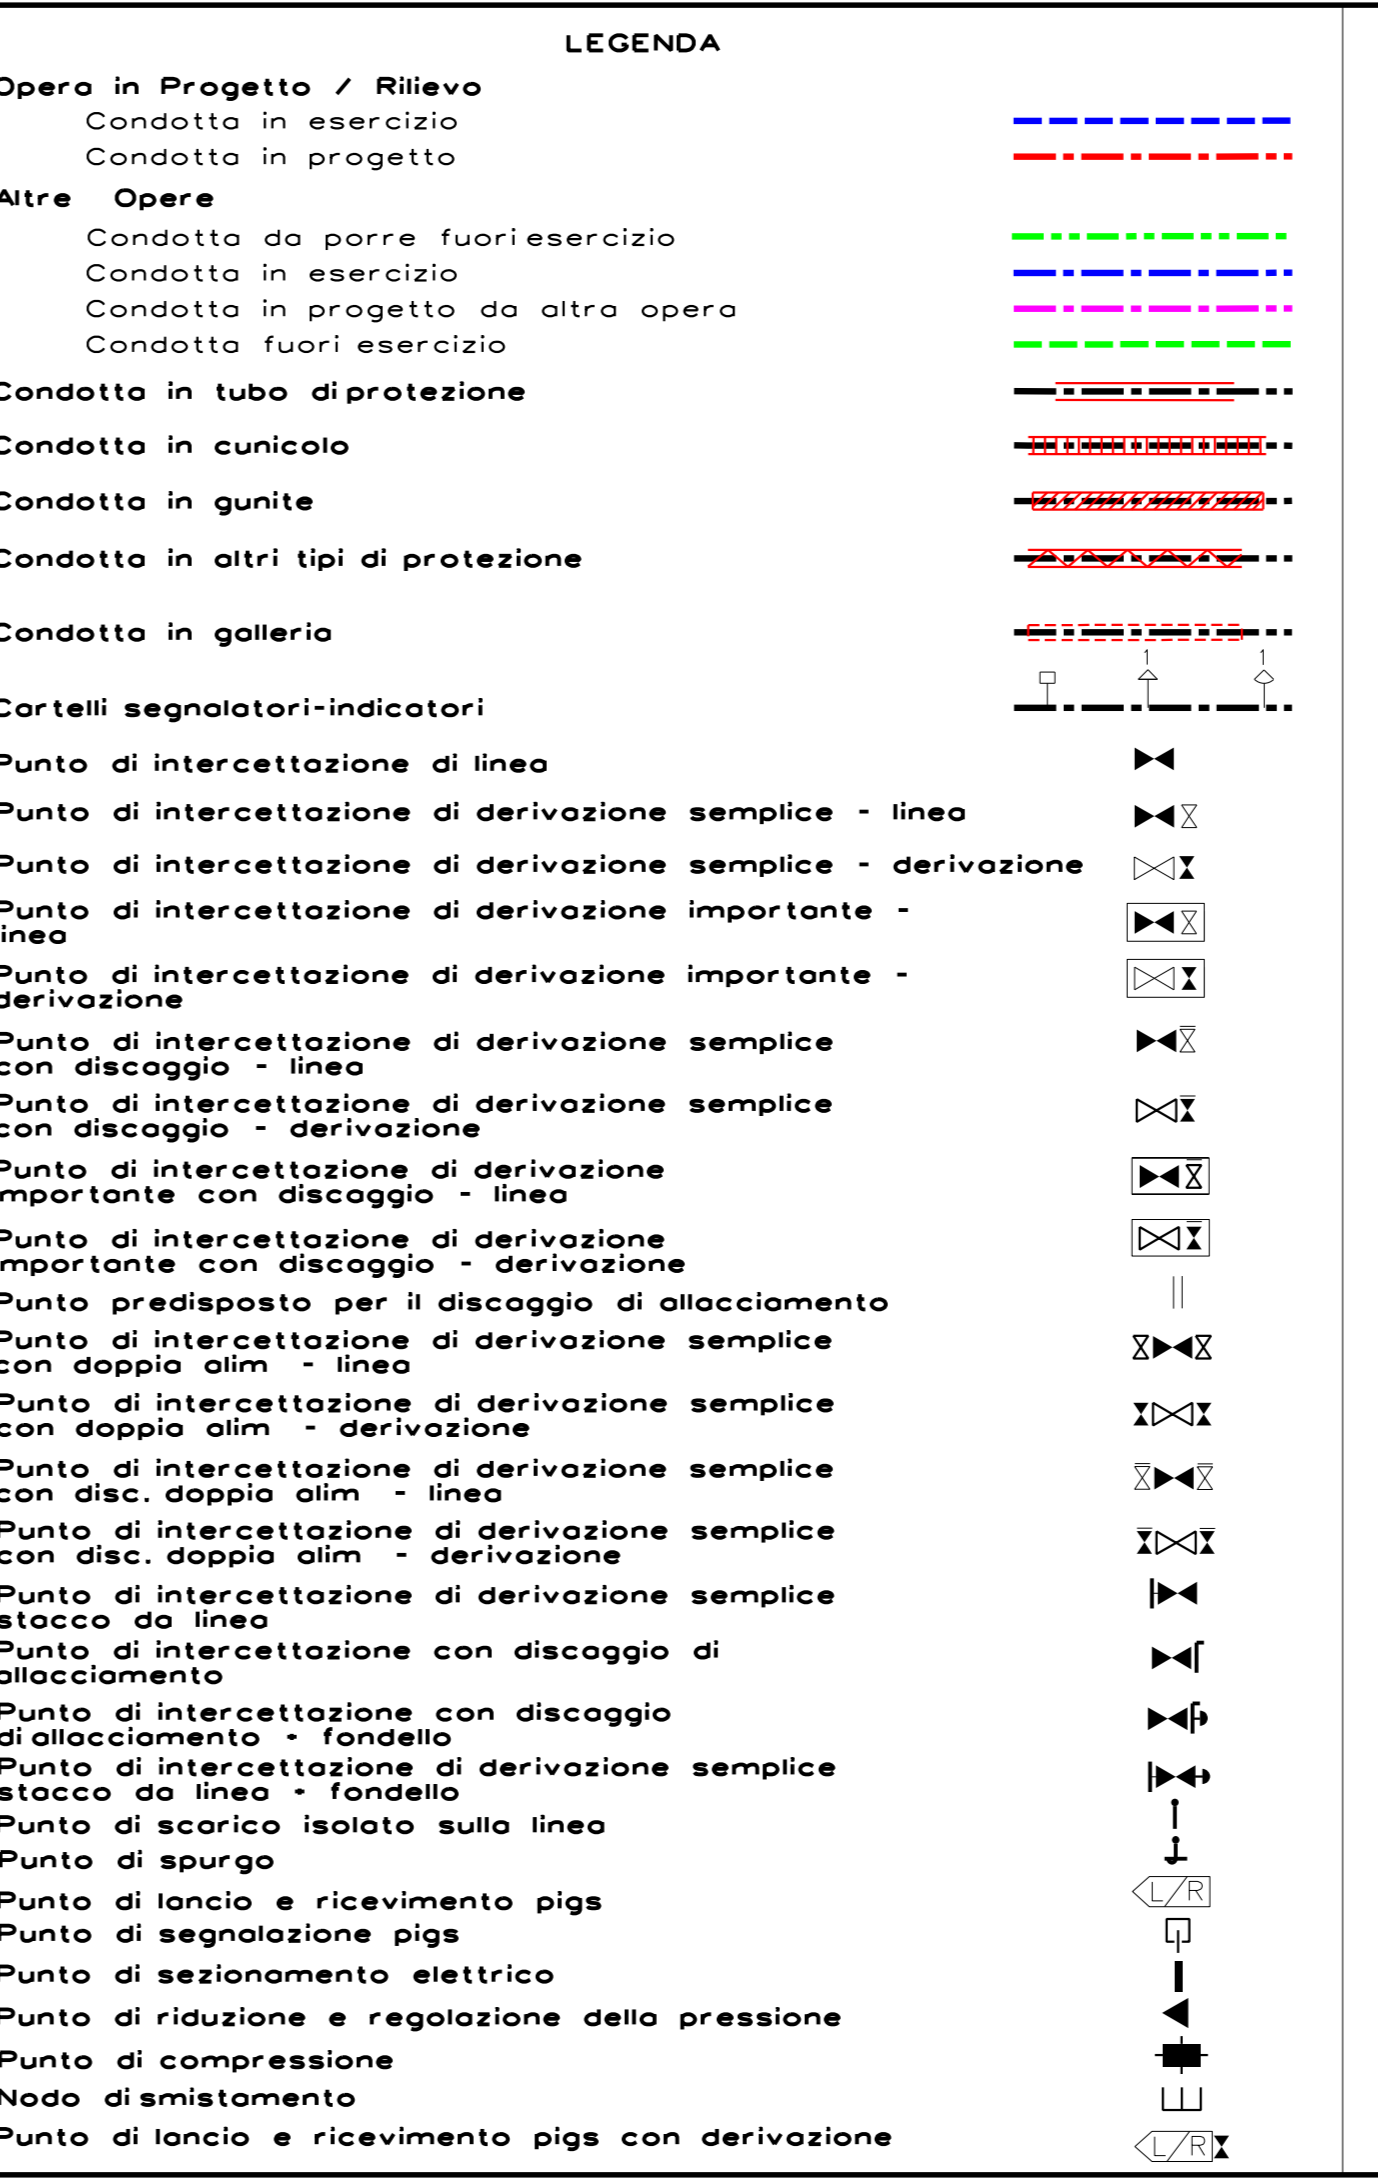 LEGENDA
Opera in Progetto / Rilievo
Condotta in esercizio
Condotta in progetto
Altre Opere
Condotta da porre fuori esercizio
Condotta in esercizio
Condotta in progetto da altra opera
Condotta fuori esercizio
Condotta in tubo di protezione
Condotta in cunicolo
Condotta in gunite
Condotta in altri tipi di protezione
Condotta in galleria
1 1
Cartelli segnalatori-indicatori
Punto di intercettazione di linea
Punto di intercettazione di derivazione semplice - linea
Punto di intercettazione di derivazione semplice - derivazione
Punto di intercettazione di derivazione importante -
linea
Punto di intercettazione di derivazione importante -
derivazione
Punto di intercettazione di derivazione semplice
con discaggio - linea
Punto di intercettazione di derivazione semplice
con discaggio - derivazione
Punto di intercettazione di derivazione
importante con discaggio - linea
Punto di intercettazione di derivazione
importante con discaggio - derivazione
Punto predisposto per il discaggio di allacciamento
Punto di intercettazione di derivazione semplice
con doppia alim - linea
Punto di intercettazione di derivazione semplice
con doppia alim - derivazione
Punto di intercettazione di derivazione semplice
con disc. doppia alim - linea
Punto di intercettazione di derivazione semplice
con disc. doppia alim - derivazione
Punto di intercettazione di derivazione semplice
stacco da linea
Punto di intercettazione con discaggio di
allacciamento
Punto di intercettazione con discaggio
di allacciamento + fondello
Punto di intercettazione di derivazione semplice
stacco da linea + fondello
Punto di scarico isolato sulla linea
Punto di spurgo
Punto di lancio e ricevimento pigs
L/R
Punto di segnalazione pigs
Punto di sezionamento elettrico
Punto di riduzione e regolazione della pressione
Punto di compressione
Nodo di smistamento
Punto di lancio e ricevimento pigs con derivazione
L/R